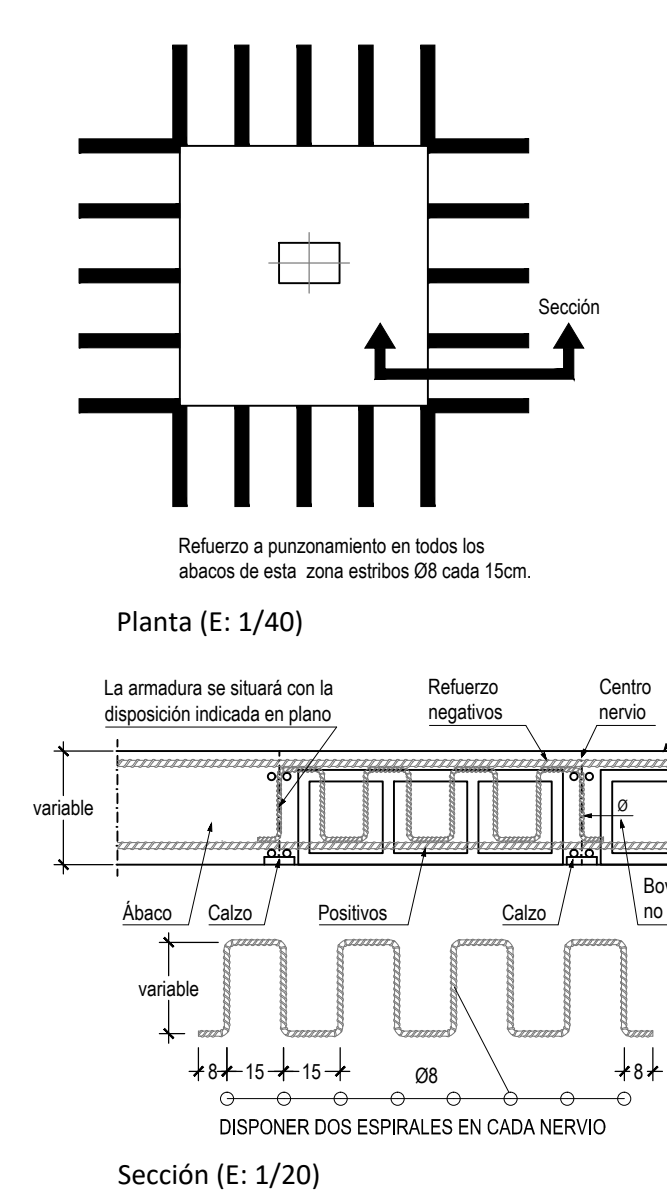 Sección
Refuerzo a punzonamiento en todos los
abacos de esta zona estribos Ø8 cada 15cm.
Planta (E: 1/40)
La armadura se situará con la
disposición indicada en plano
Refuerzo
negativos
Centro
nervio
variable
Ø
Ábaco
Calzo
Positivos
Calzo
no
variable
8
15
15
Ø8
8
DISPONER DOS ESPIRALES EN CADA NERVIO
Sección (E: 1/20)